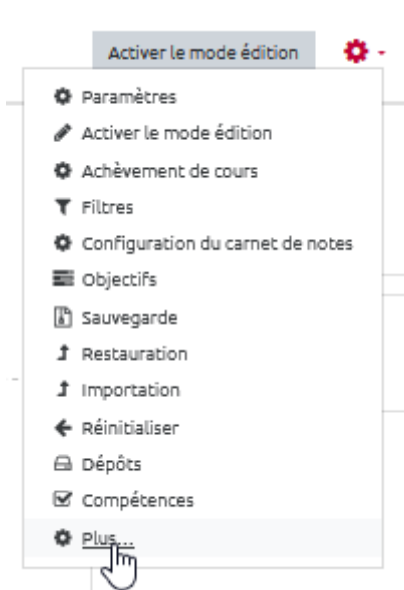 Activer le mode édition
Paramètres
Activer le mode édition
Achèvement de cours
Filtres
Configuration du carnet de notes
Objectifs
Sauvegarde
Restauration
Importation
Réinitialiser
Dépôts
Compétences
Plus...